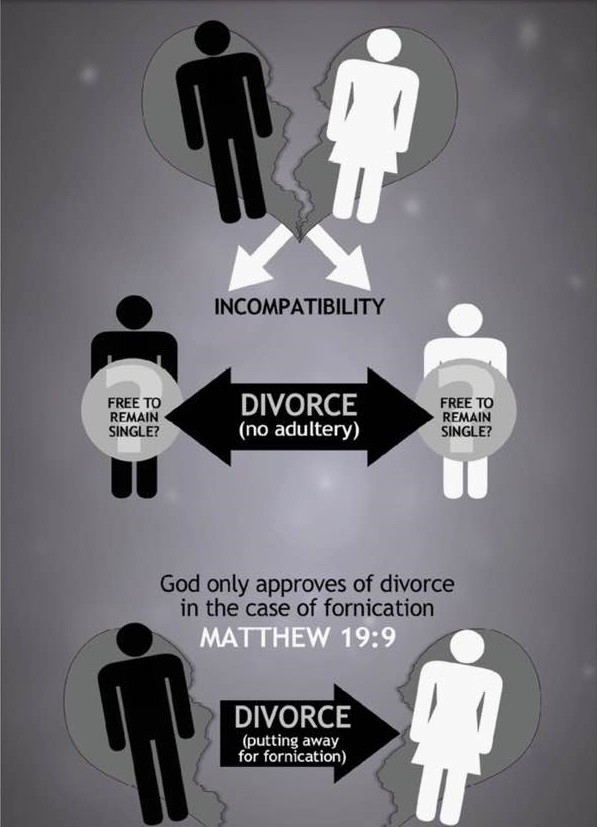 INCOMPATIBILITY
FREE TO
REMAIN
SINGLE?
DIVORCE
(no adultery)
FREE TO
REMAIN
SINGLE?
God only approves of divorce
in the case of fornication
MATTHEW 19:9
DIVORCE
(putting away
for fornication)